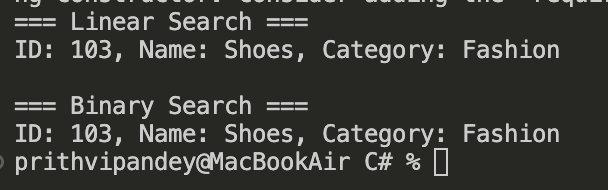 === Linear Search ===
ID: 103, Name: Shoes, Category: Fashion
=== Binary Search ===
ID: 103, Name: Shoes, Category: Fashion
prithvipandey@MacBookAir C# %